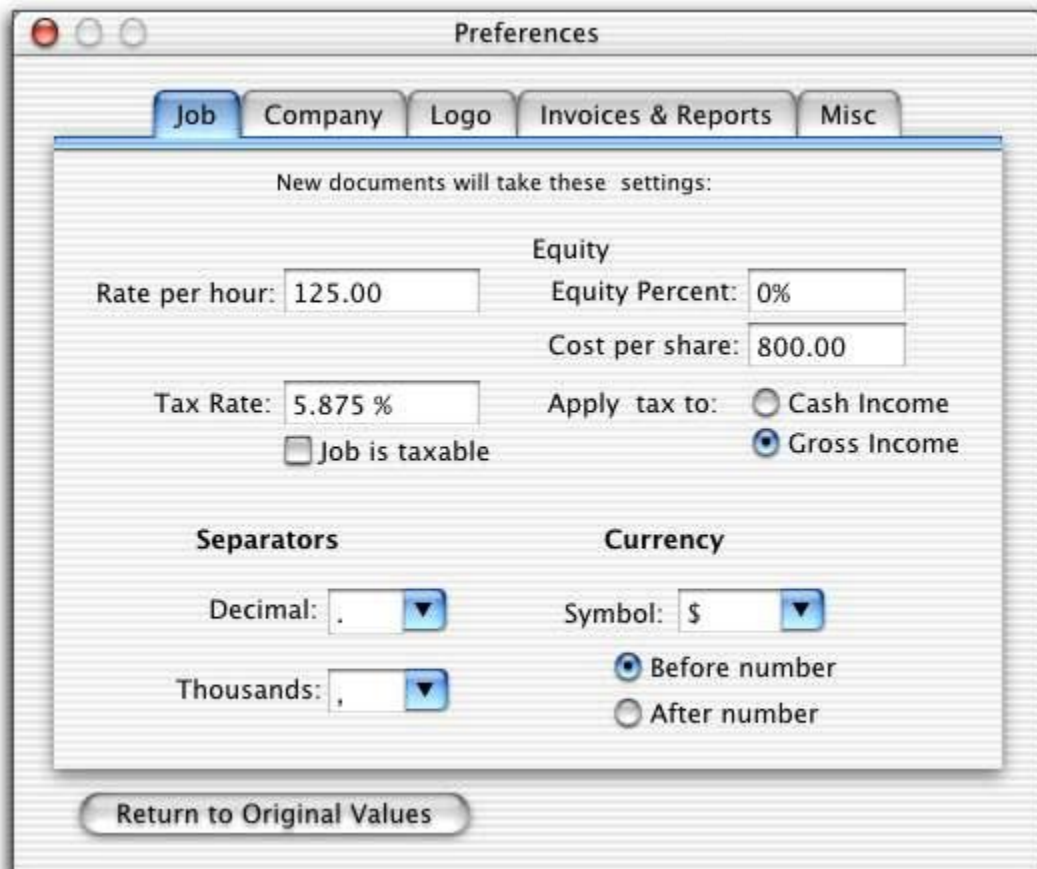 Preferences
Job Company Logo Invoices & Reports Misc
New documents will take these settings:
Equity
Rate per hour: 125.00 Equity Percent: 0%
Cost per share: 800.00
Tax Rate: 5.875 % Apply tax to: Cash Income
Job is taxable Gross Income
Separators Currency
Decimal: . Symbol: $
Before number
Thousands: ,
After number
Return to Original Values